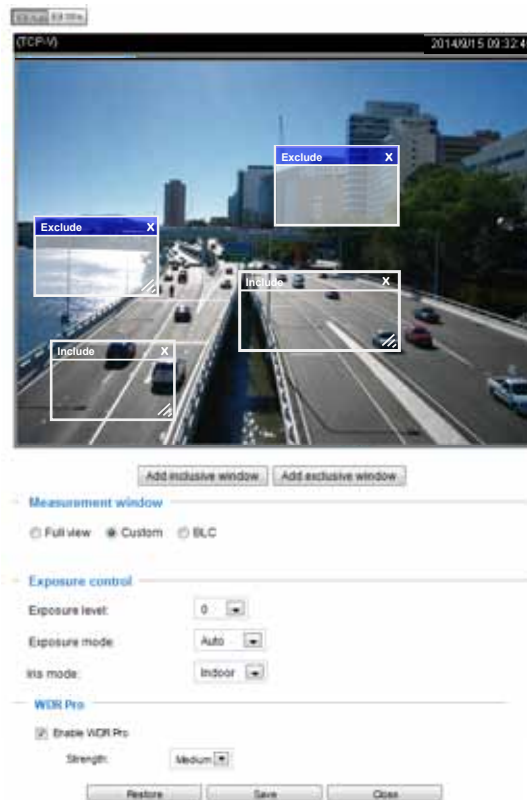 (TCP-V) 2014/9/15 09:32:4
Exclude X
Exclude X
Include X
Include X
Add inclusive window Add exclusive window
Measurement window
Full view Custom BLC
Exposure control
Exposure level: 0
Exposure mode: Auto
Iris mode: Indoor
WDR Pro
Enable WDR Pro
Strength: Medium
Restore Save Close